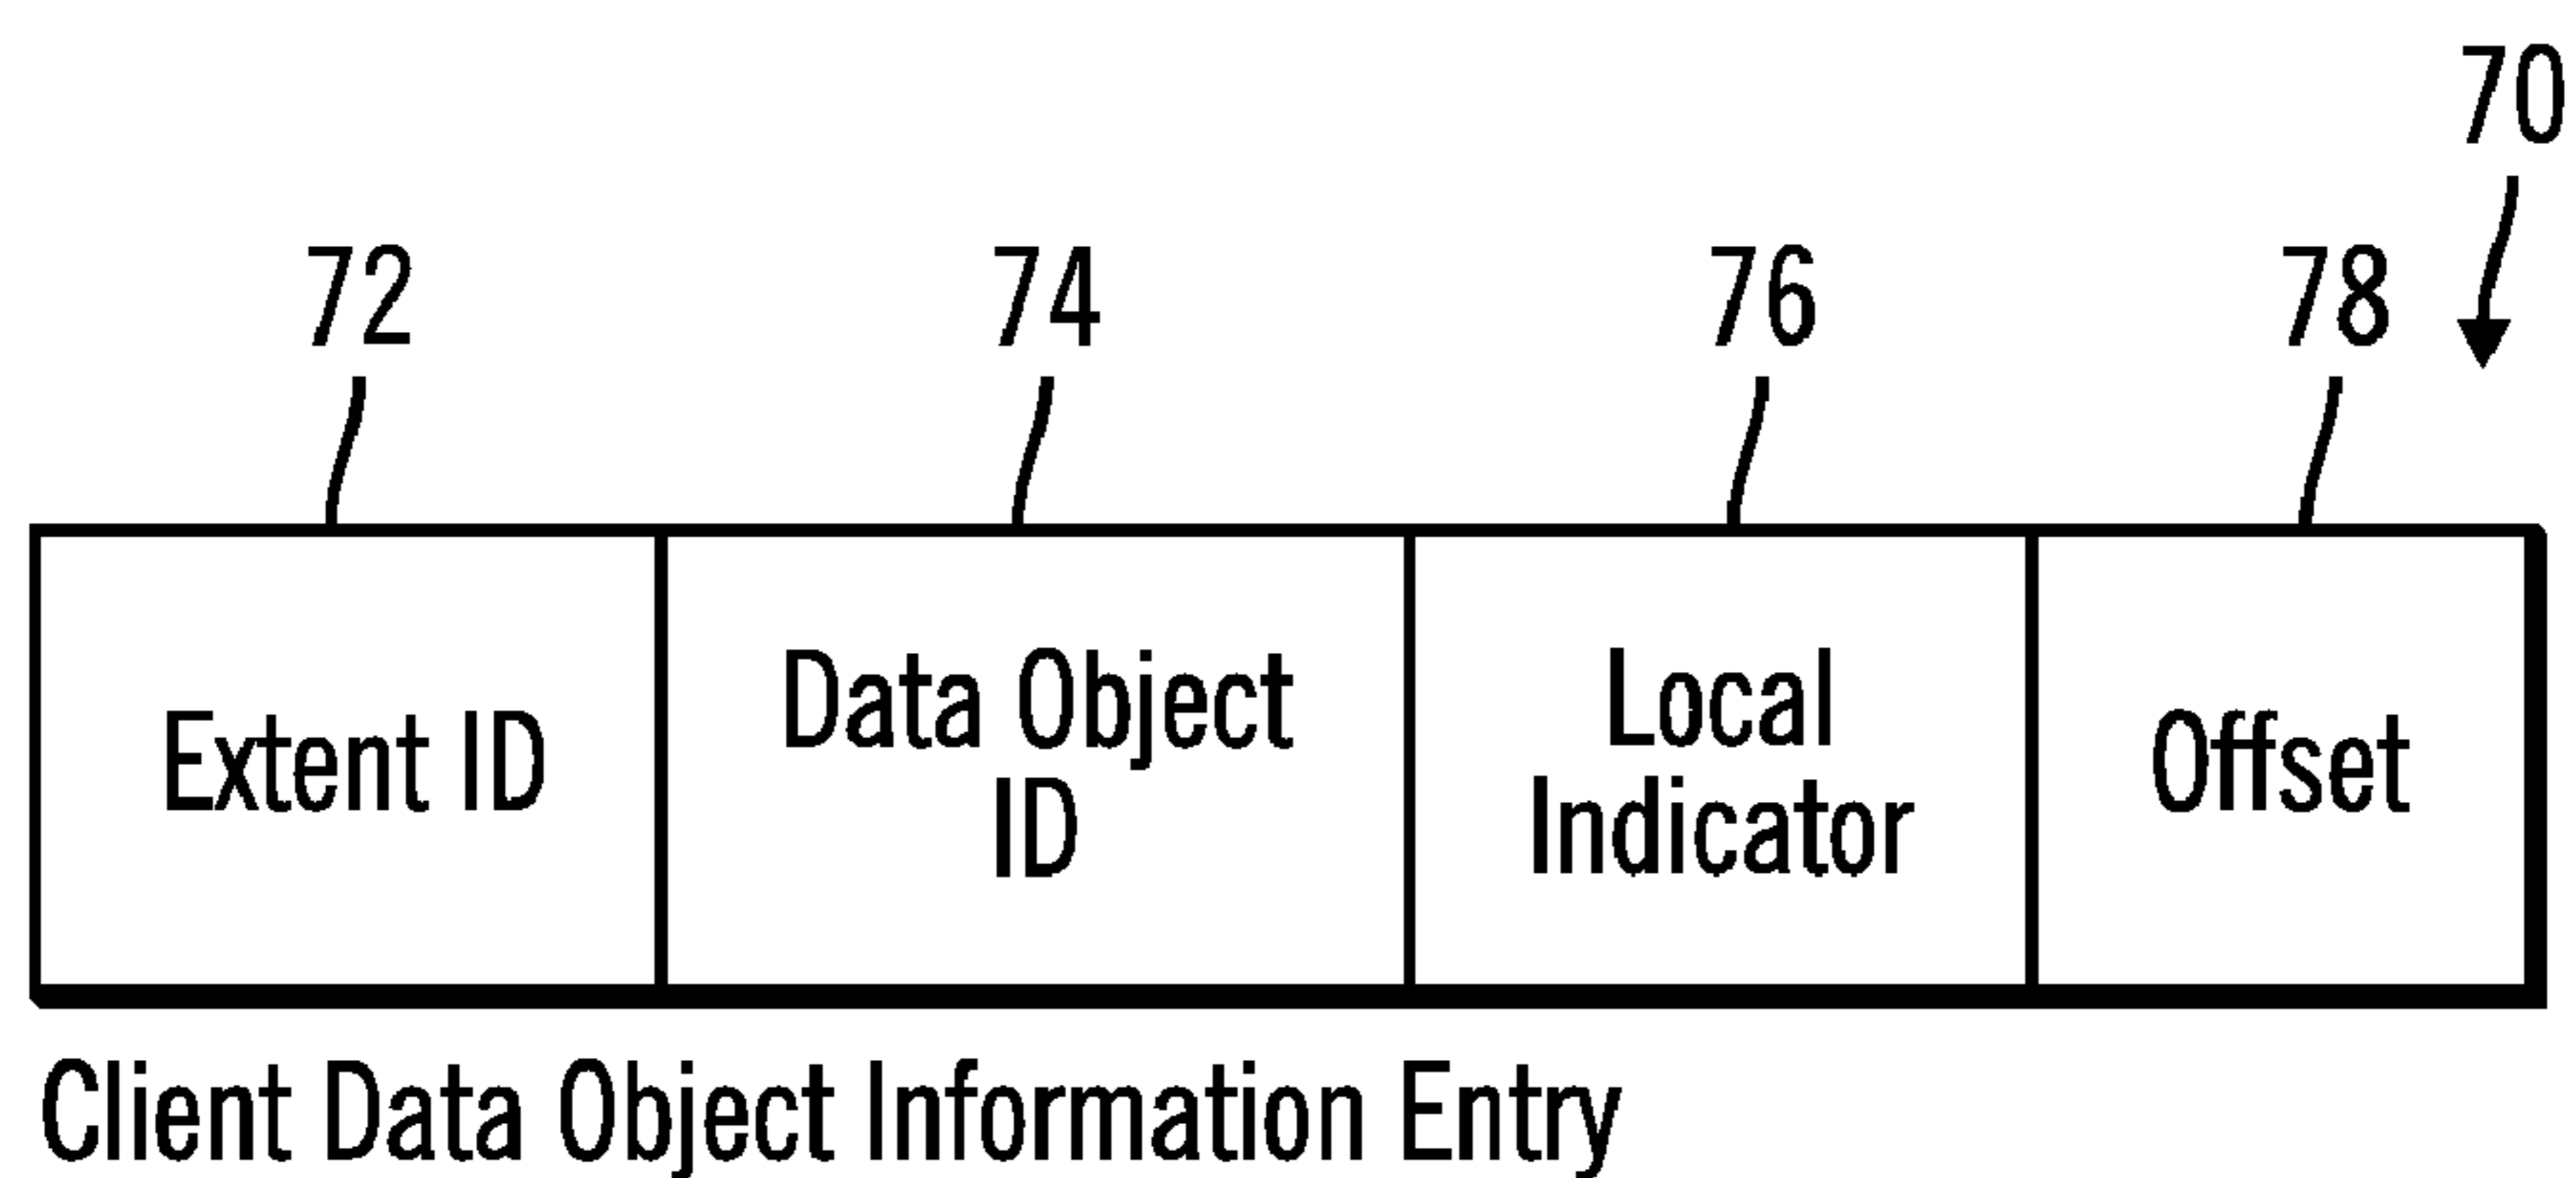 70
72 74 76 78
Extent ID
Data Object
ID
Local
Indicator
Offset
Client Data Object Information Entry